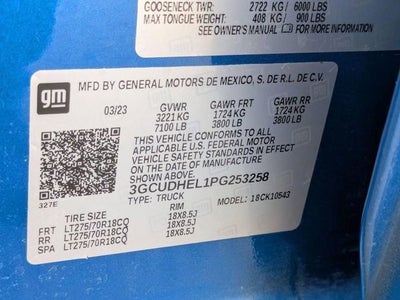 GOOSENECK TWR: 2722 KG / 6000 LBS
MAX TONGUE WEIGHT: 408 KG / 900 LBS
SEE OWNER'S MANUAL FOR MORE INFORMATION
gm
MFD BY GENERAL MOTORS DE MEXICO, S. DE R.L. DE C.V.
03/23 GVWR GAWR FRT GAWR RR
3221 KG 1724 KG 1724 KG
7100 LB 3800 LB 3800 LB
THIS VEHICLE CONFORMS TO ALL
APPLICABLE U.S. FEDERAL MOTOR
VEHICLE SAFETY STANDARDS IN
EFFECT ON THE DATE OF
MANUFACTURE SHOWN ABOVE.
3GCUDHEL1PG253258
TYPE: TRUCK MODEL: 18CK10543
327E
TIRE SIZE RIM
FRT LT275/70R18CQ 18X8.5J
RR LT275/70R18CQ 18X8.5J
SPA LT275/70R18CQ 18X8.5J